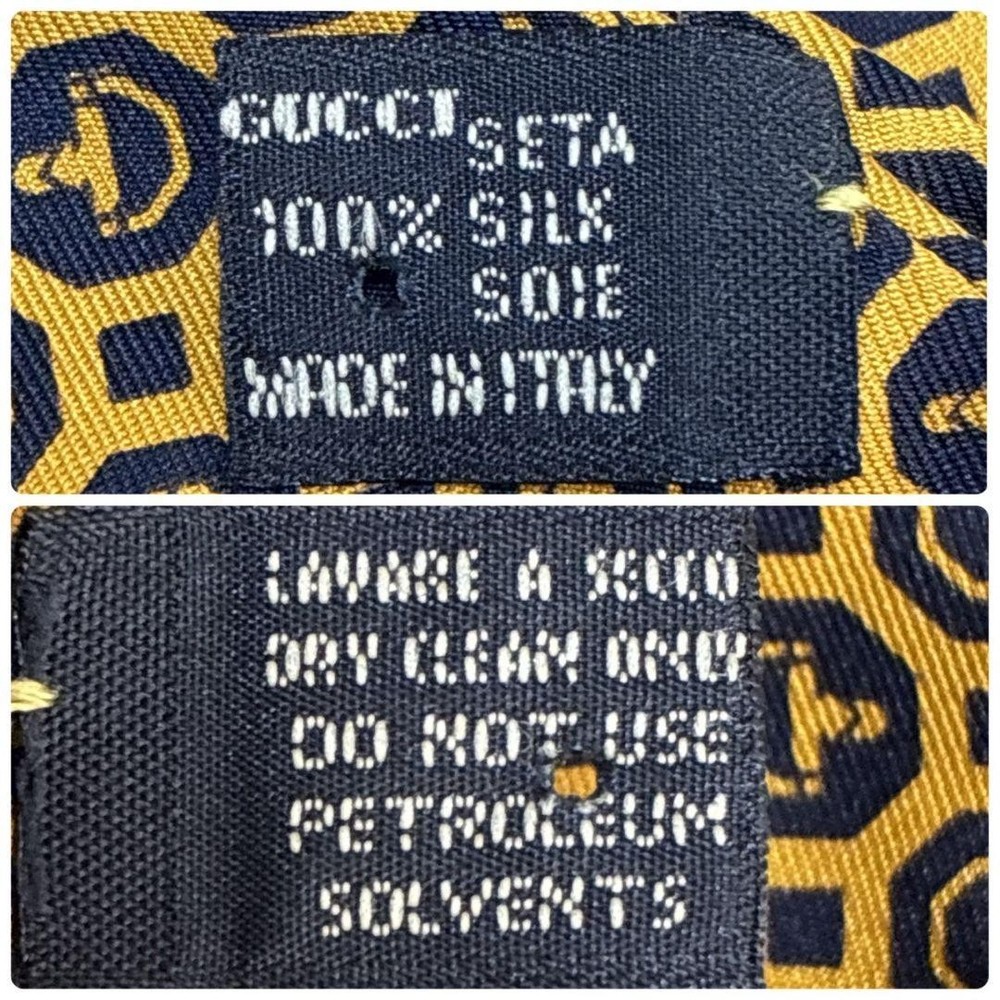 GUCCI SETA
100% SILK
SOIE
MADE IN ITALY
LAVARE A SECCO
DRY CLEAN ONLY
DO NOT USE
PETROLEUM
SOLVENTS